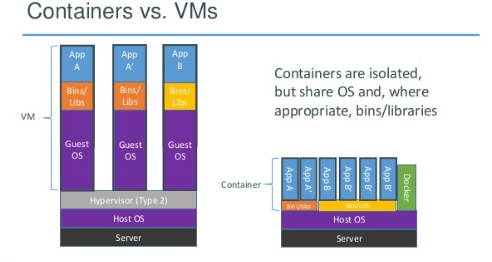 Containers vs. VMs
App
A
App
A'
App
B
Bins/
Libs
Bins/
Libs
Bins/
Libs
VM
Guest
OS
Guest
OS
Guest
OS
Hypervisor (Type 2)
Host OS
Server
Containers are isolated,
but share OS and, where
appropriate, bins/libraries
Container
App A
App A'
App B
App B'
App B'
App B'
Docker
Bins/Libs
Bins/Libs
Host OS
Server